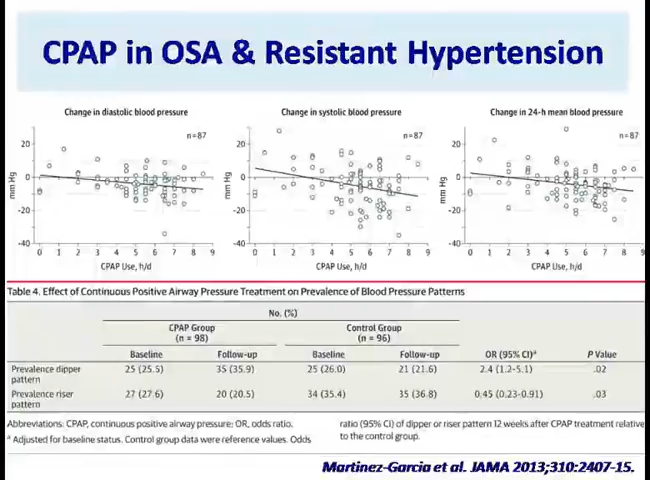 CPAP in OSA & Resistant Hypertension
Change in diastolic blood pressure
Change in systolic blood pressure
Change in 24-h mean blood pressure
n=87
n=87
n=87
mm Hg
mm Hg
mm Hg
20
0
-20
-40
20
0
-20
-40
20
0
-20
-40
0 1 2 3 4 5 6 7 8 9
0 1 2 3 4 5 6 7 8 9
0 1 2 3 4 5 6 7 8 9
CPAP Use, h/d
CPAP Use, h/d
CPAP Use, h/d
Table 4. Effect of Continuous Positive Airway Pressure Treatment on Prevalence of Blood Pressure Patterns
No. (%)
CPAP Group
(n = 98)
Control Group
(n = 96)
Baseline Follow-up Baseline Follow-up OR (95% CI)a P Value
Prevalence dipper
pattern
25 (25.5) 35 (35.9) 25 (26.0) 21 (21.6) 2.4 (1.2-5.1) .02
Prevalence riser
pattern
27 (27.6) 20 (20.5) 34 (35.4) 35 (36.8) 0.45 (0.23-0.91) .03
Abbreviations: CPAP, continuous positive airway pressure; OR, odds ratio.
a Adjusted for baseline status. Control group data were reference values. Odds
ratio (95% CI) of dipper or riser pattern 12 weeks after CPAP treatment relative
to the control group.
Martinez-Garcia et al. JAMA 2013;310:2407-15.